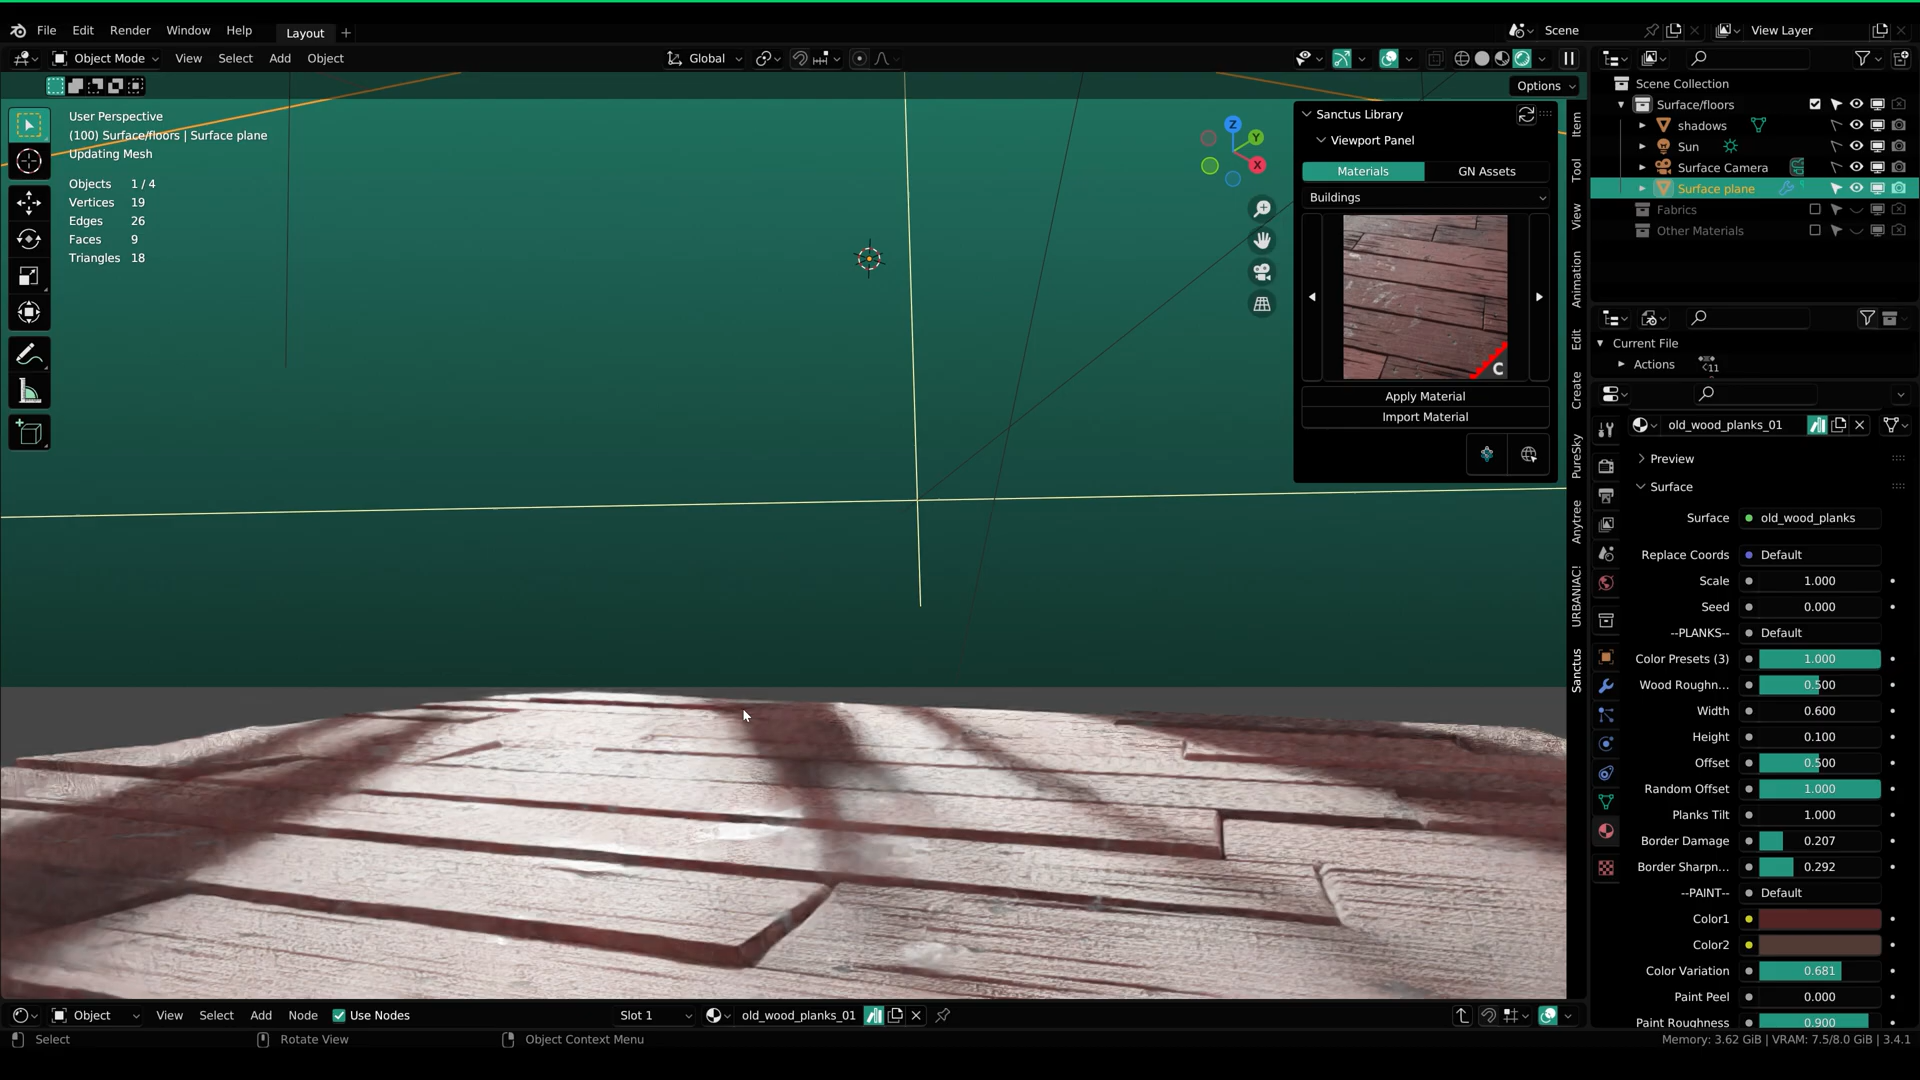 File Edit Render Window Help Layout + Scene View Layer
Object Mode View Select Add Object Global
Options
User Perspective
(100) Surface/floors | Surface plane
Updating Mesh
Objects 1 / 4
Vertices 19
Edges 26
Faces 9
Triangles 18
Z
Y
X
Sanctus Library
Viewport Panel
Materials GN Assets
Buildings
C
Apply Material
Import Material
Item
Tool
View
Animation
Edit
Create
PureSky
Anytree
URBANIAC!
Sanctus
Scene Collection
Surface/floors
shadows
Sun
Surface Camera
Surface plane
Fabrics
Other Materials
Current File
Actions 11
old_wood_planks_01
Preview
Surface
Surface old_wood_planks
Replace Coords Default
Scale 1.000
Seed 0.000
--PLANKS-- Default
Color Presets (3) 1.000
Wood Roughn... 0.500
Width 0.600
Height 0.100
Offset 0.500
Random Offset 1.000
Planks Tilt 1.000
Border Damage 0.207
Border Sharpn... 0.292
--PAINT-- Default
Color1
Color2
Color Variation 0.681
Paint Peel 0.000
Paint Roughness 0.900
Object View Select Add Node Use Nodes Slot 1 old_wood_planks_01
Select Rotate View Object Context Menu Memory: 3.62 GiB | VRAM: 7.5/8.0 GiB | 3.4.1